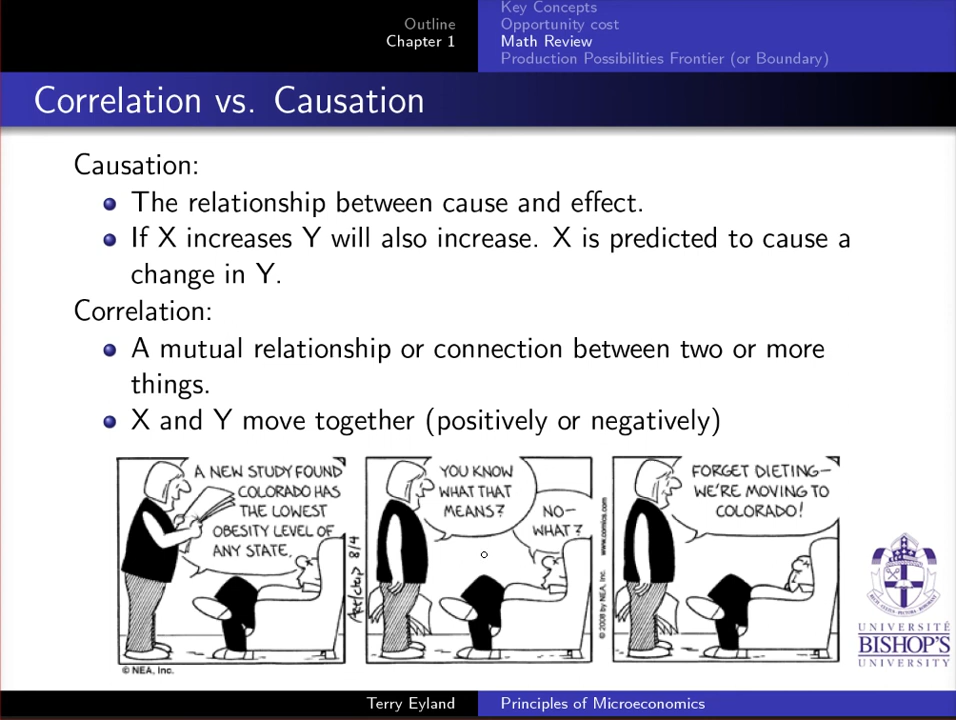 Key Concepts
Outline
Opportunity cost
Chapter 1
Math Review
Production Possibilities Frontier (or Boundary)
Correlation vs. Causation
Causation:
The relationship between cause and effect.
If X increases Y will also increase. X is predicted to cause a
change in Y.
Correlation:
A mutual relationship or connection between two or more
things.
X and Y move together (positively or negatively)
A NEW STUDY FOUND
COLORADO HAS
THE LOWEST
OBESITY LEVEL OF
ANY STATE.
8/4
© NEA, Inc.
YOU KNOW
WHAT THAT
MEANS?
NO—
WHAT?
www.comics.com
© 2008 by NEA, Inc.
FORGET DIETING—
WE'RE MOVING TO
COLORADO!
UNIVERSITÉ
BISHOP'S
UNIVERSITY
Terry Eyland
Principles of Microeconomics